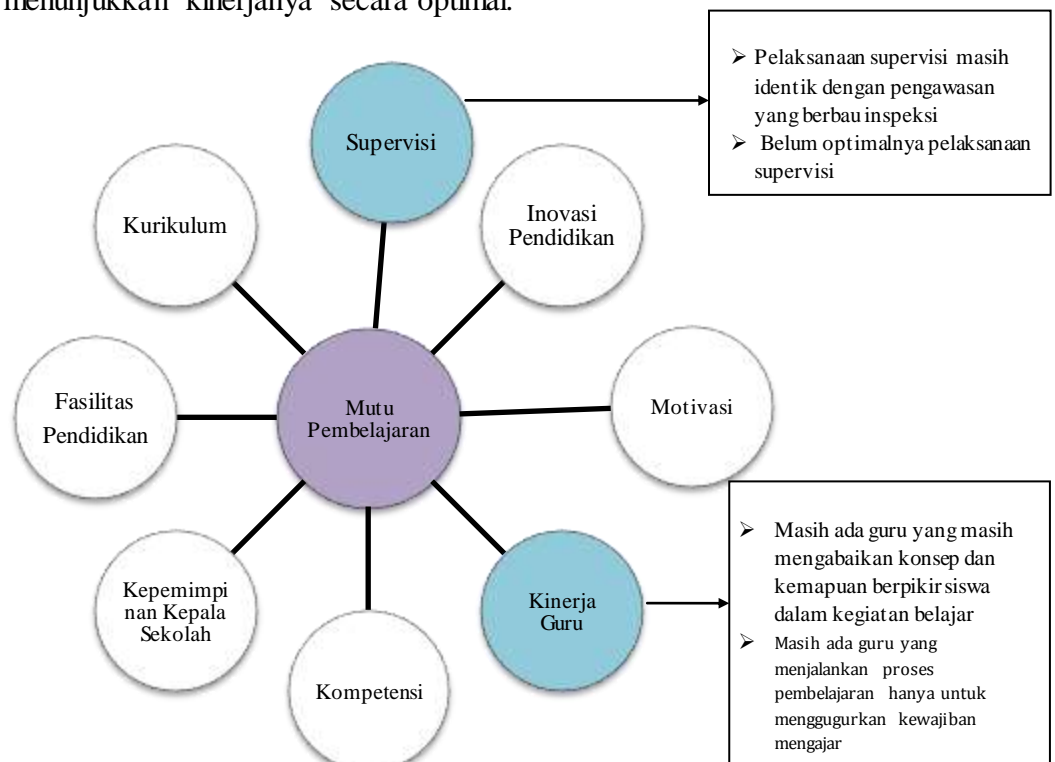 menunjukkan kinerjanya secara optimal.
➢ Pelaksanaan supervisi masih
identik dengan pengawasan
yang berbau inspeksi
➢ Belum optimalnya pelaksanaan
supervisi
Supervisi
Kurikulum
Inovasi
Pendidikan
Fasilitas
Pendidikan
Mutu
Pembelajaran
Motivasi
Kepemimpi
nan Kepala
Sekolah
Kompetensi
Kinerja
Guru
➢ Masih ada guru yang masih
mengabaikan konsep dan
kemapuan berpikir siswa
dalam kegiatan belajar
➢ Masih ada guru yang
menjalankan proses
pembelajaran hanya untuk
menggugurkan kewajiban
mengajar